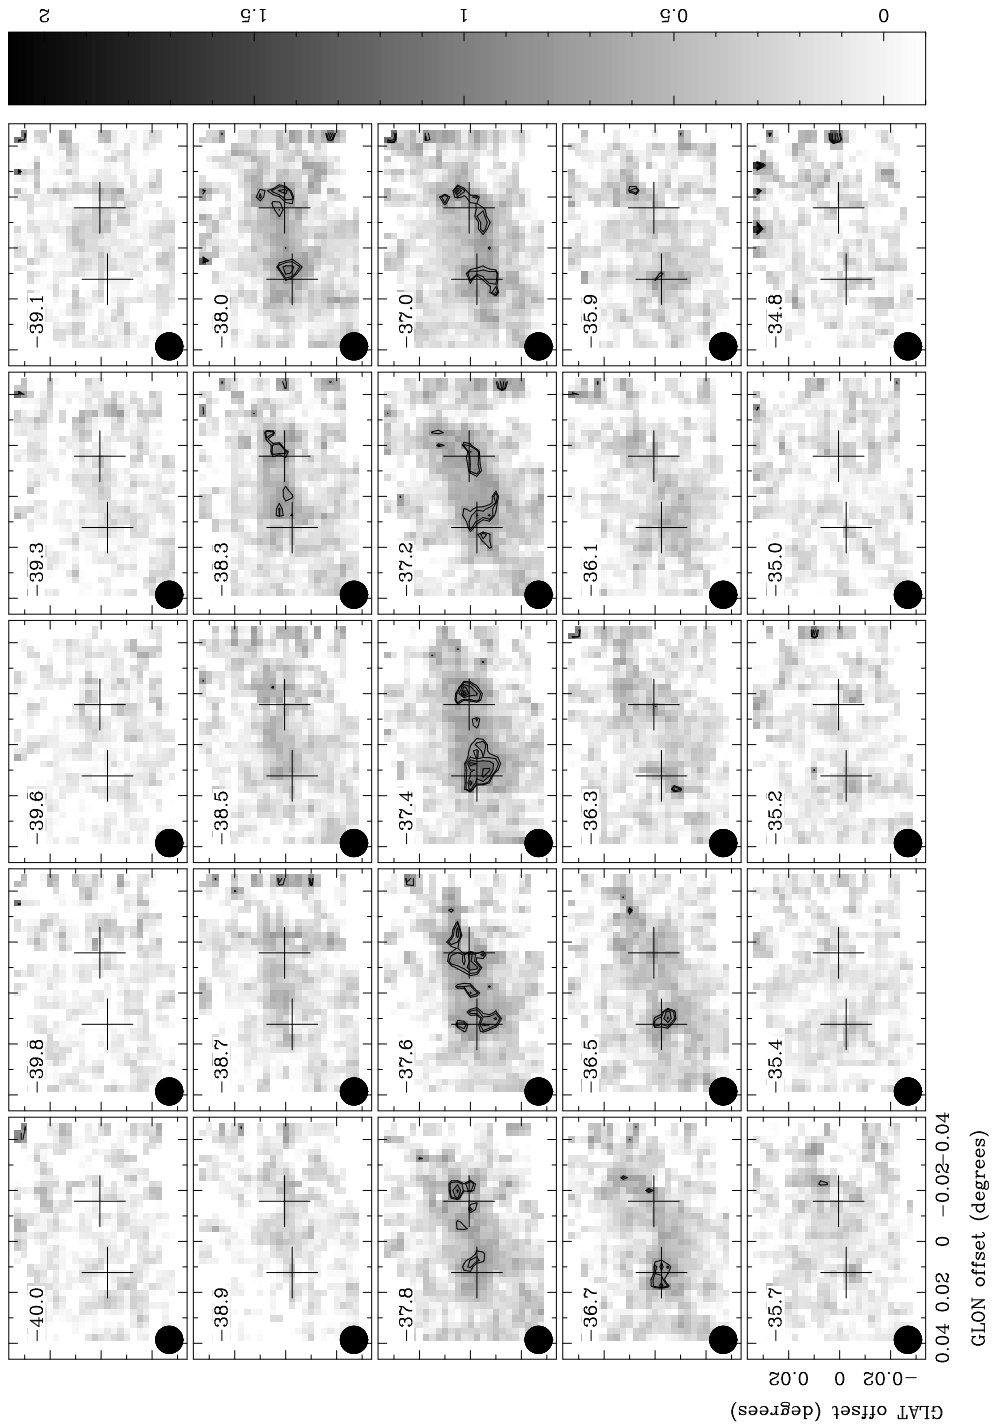 2 1.5 1 0.5 0
−39.1 −38.0 −37.0 −35.9 −34.8
−39.3 −38.3 −37.2 −36.1 −35.0
−39.6 −38.5 −37.4 −36.3 −35.2
−39.8 −38.7 −37.6 −36.5 −35.4
−40.0 −38.9 −37.8 −36.7 −35.7
0.04 0.02 0 −0.02 −0.04
GLON offset (degrees)
0.02 0 −0.02
GLAT offset (degrees)